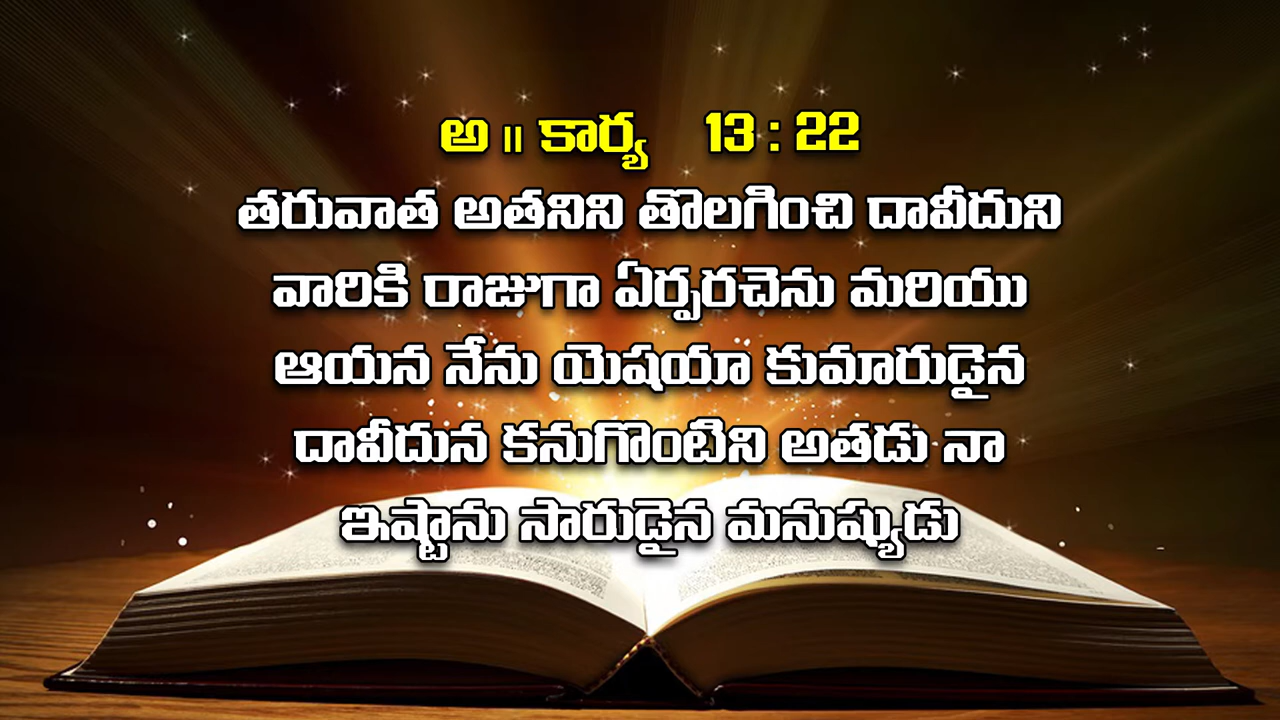 అ ॥ కార్య 13 : 22
తరువాత అతనిని తొలగించి దావీదుని
వారికి రాజుగా ఏర్పరచెను మరియు
ఆయన నేను యెషయా కుమారుడైన
దావీదున కనుగొంటిని అతడు నా
ఇష్టాను సారుడైన మనుష్యుడు